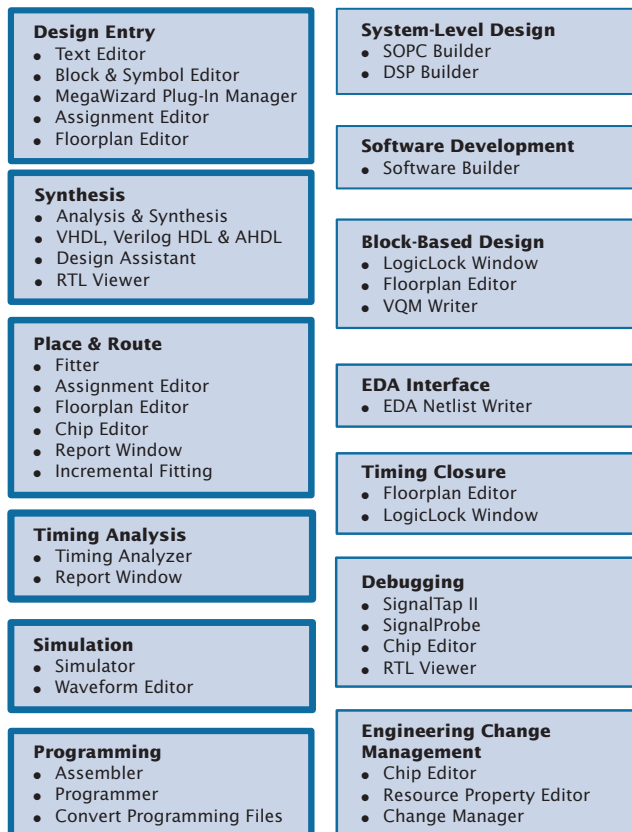 Design Entry
● Text Editor
● Block & Symbol Editor
● MegaWizard Plug-In Manager
● Assignment Editor
● Floorplan Editor
Synthesis
● Analysis & Synthesis
● VHDL, Verilog HDL & AHDL
● Design Assistant
● RTL Viewer
Place & Route
● Fitter
● Assignment Editor
● Floorplan Editor
● Chip Editor
● Report Window
● Incremental Fitting
Timing Analysis
● Timing Analyzer
● Report Window
Simulation
● Simulator
● Waveform Editor
Programming
● Assembler
● Programmer
● Convert Programming Files
System-Level Design
● SOPC Builder
● DSP Builder
Software Development
● Software Builder
Block-Based Design
● LogicLock Window
● Floorplan Editor
● VQM Writer
EDA Interface
● EDA Netlist Writer
Timing Closure
● Floorplan Editor
● LogicLock Window
Debugging
● SignalTap II
● SignalProbe
● Chip Editor
● RTL Viewer
Engineering Change
Management
● Chip Editor
● Resource Property Editor
● Change Manager